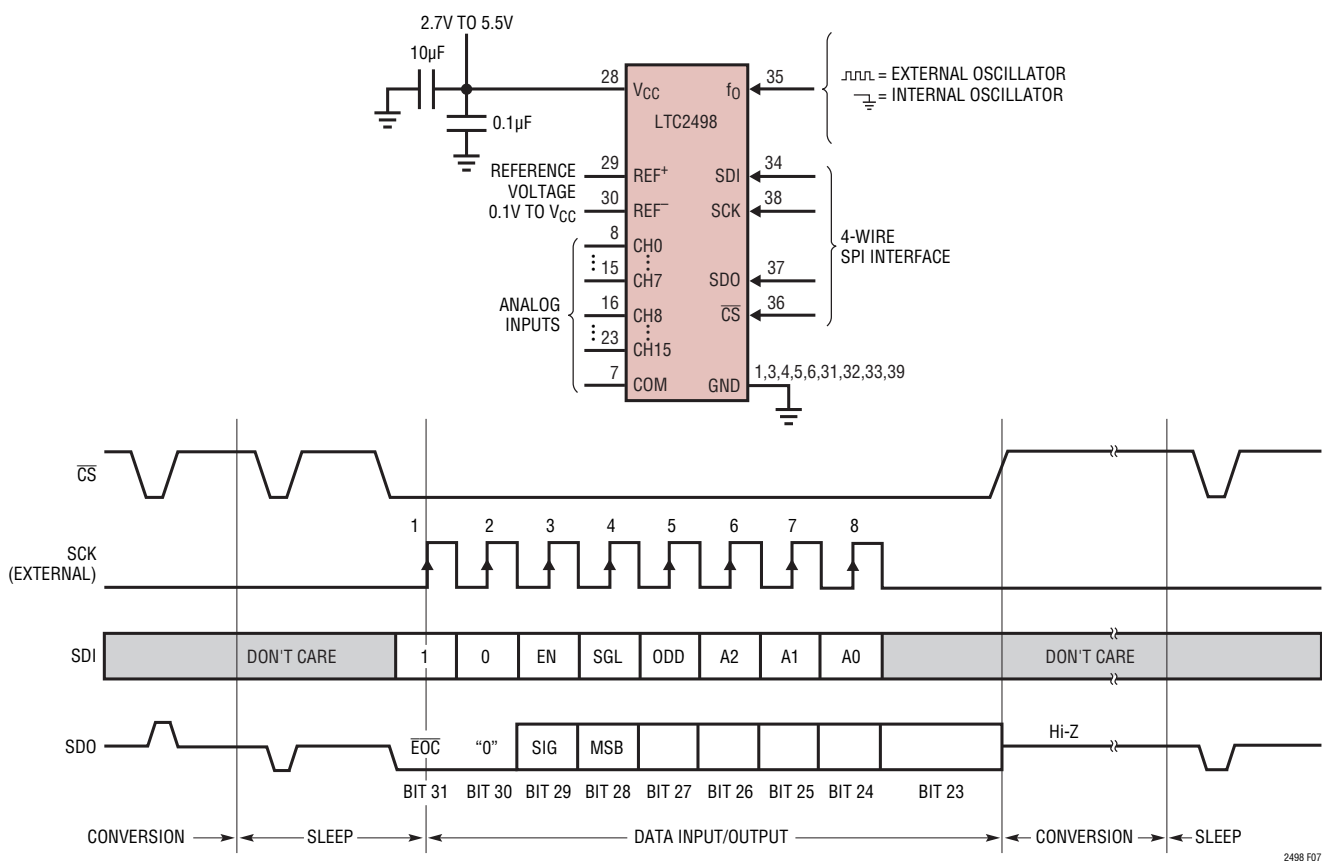 2.7V TO 5.5V
10µF
0.1µF
28
VCC
fO
35
LTC2498
= EXTERNAL OSCILLATOR
= INTERNAL OSCILLATOR
REFERENCE
VOLTAGE
0.1V TO VCC
29
REF+
30
REF–
8
CH0
15
CH7
16
CH8
23
CH15
7
COM
ANALOG
INPUTS
SDI
34
SCK
38
SDO
37
CS
36
GND
1,3,4,5,6,31,32,33,39
4-WIRE
SPI INTERFACE
CS
SCK
(EXTERNAL)
1 2 3 4 5 6 7 8
SDI
DON'T CARE 1 0 EN SGL ODD A2 A1 A0 DON'T CARE
SDO
EOC “0” SIG MSB Hi-Z
BIT 31 BIT 30 BIT 29 BIT 28 BIT 27 BIT 26 BIT 25 BIT 24 BIT 23
CONVERSION SLEEP DATA INPUT/OUTPUT CONVERSION SLEEP
2498 F07